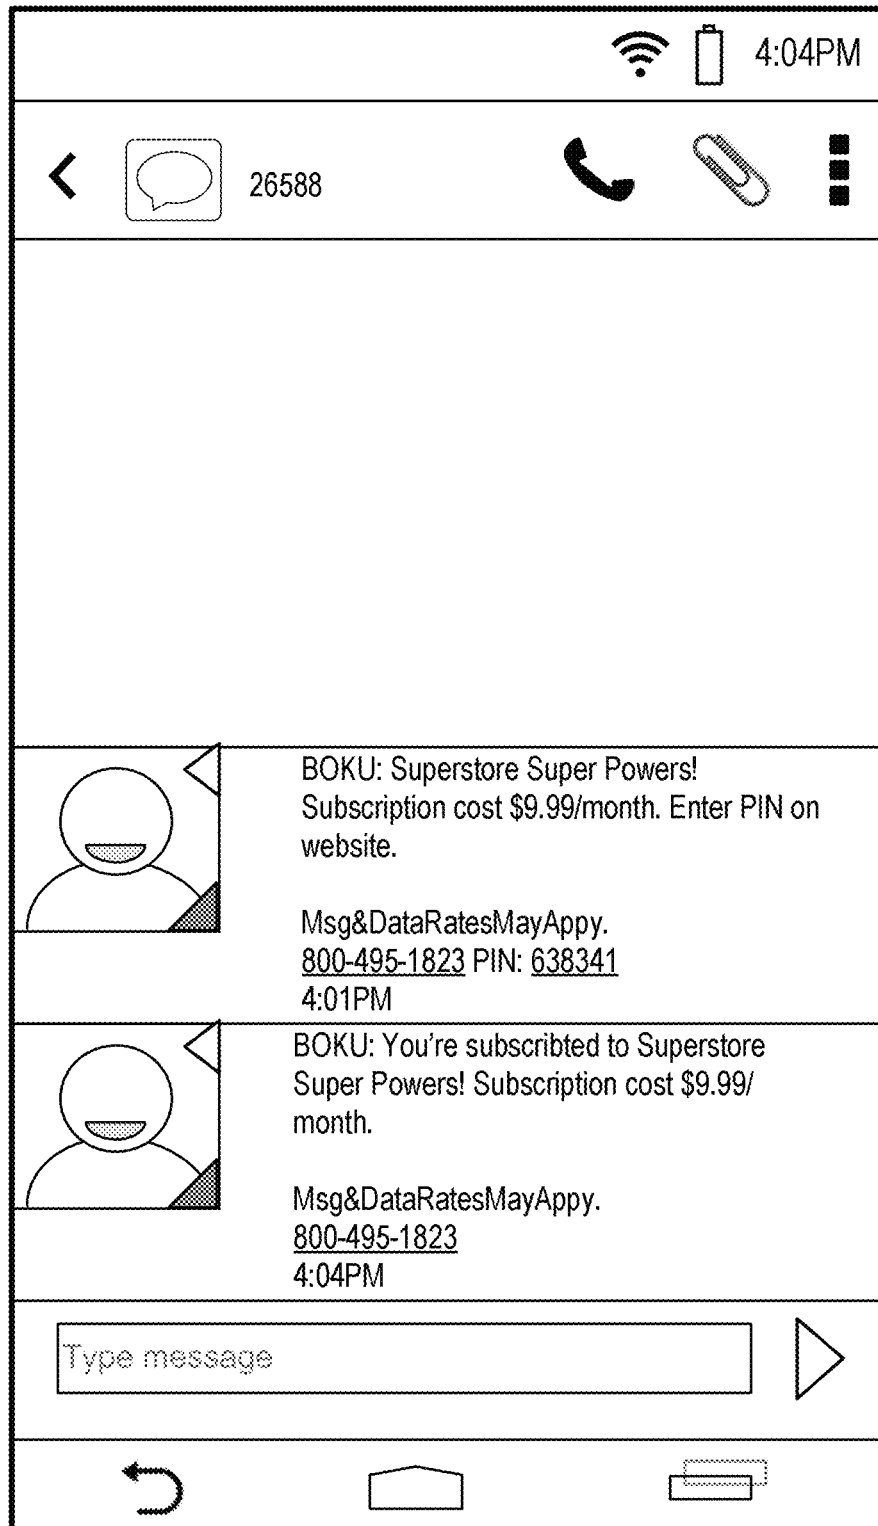 4:04PM
26588
BOKU: Superstore Super Powers!
Subscription cost $9.99/month. Enter PIN on
website.
Msg&DataRatesMayAppy.
800-495-1823 PIN: 638341
4:01PM
BOKU: You're subscribted to Superstore
Super Powers! Subscription cost $9.99/
month.
Msg&DataRatesMayAppy.
800-495-1823
4:04PM
Type message